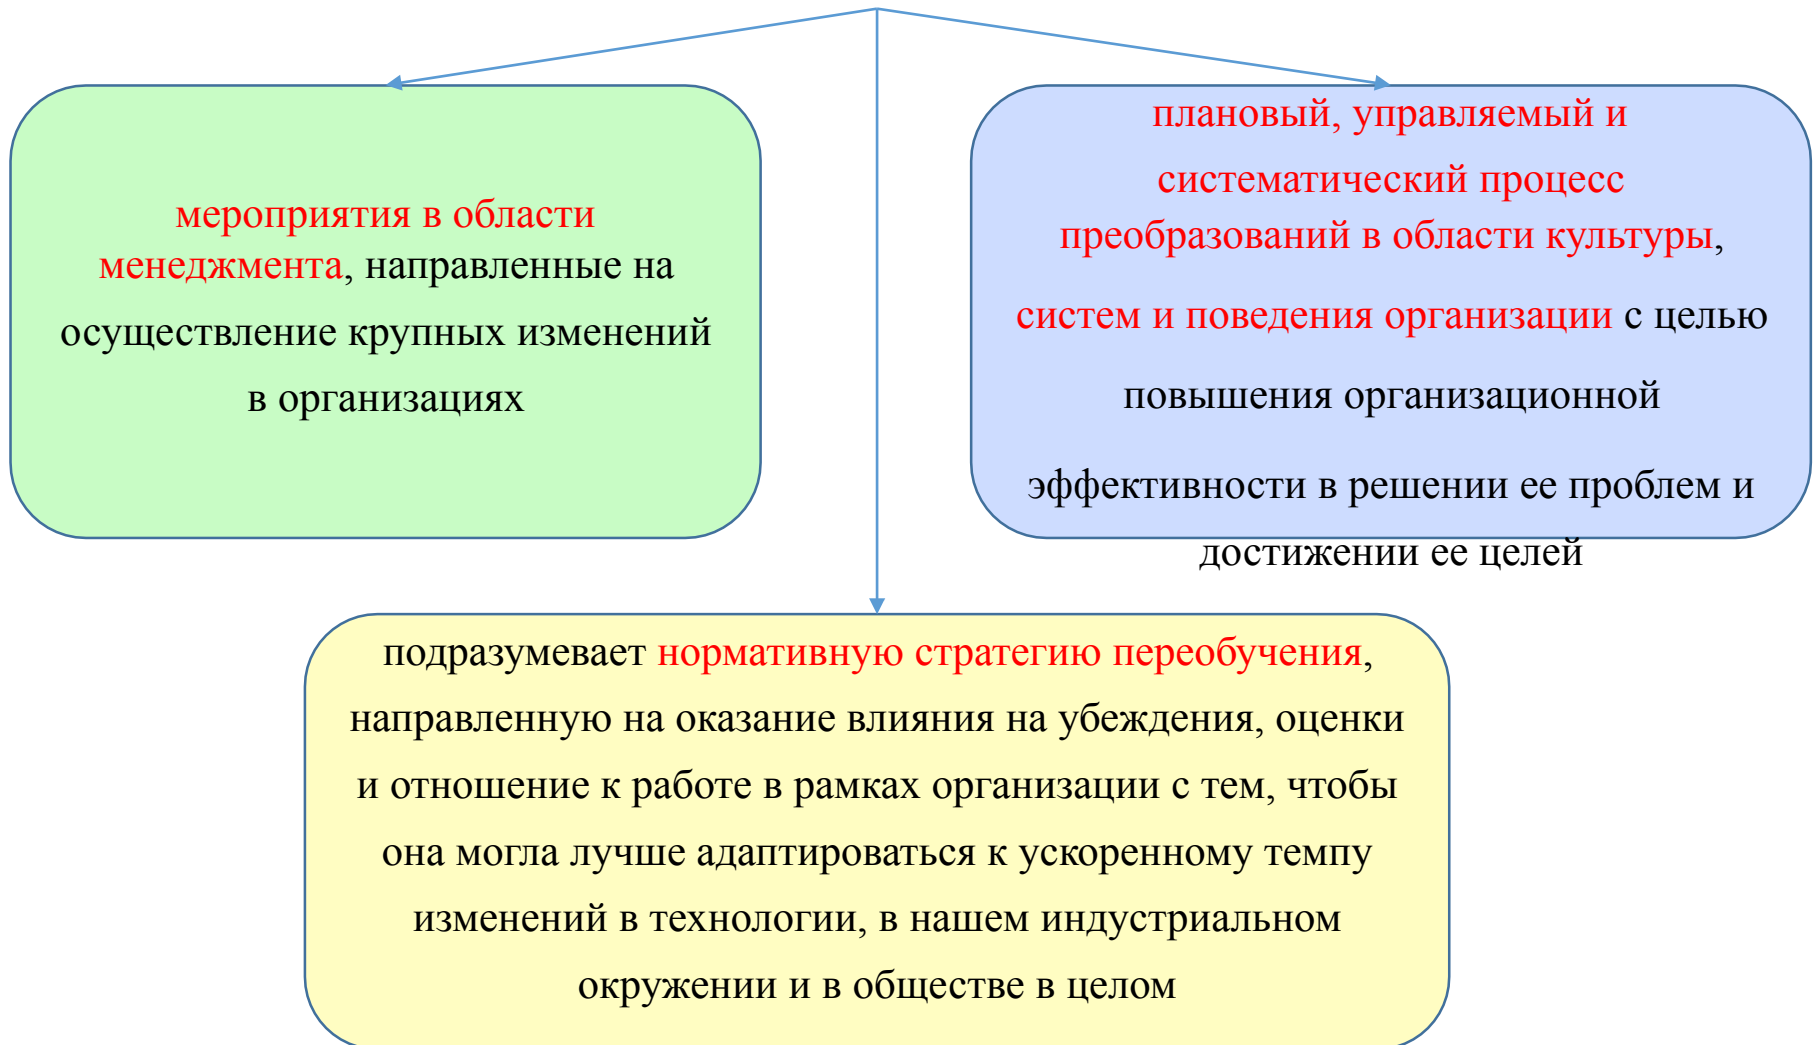 мероприятия в области
менеджмента, направленные на
осуществление крупных изменений
в организациях
плановый, управляемый и
систематический процесс
преобразований в области культуры,
систем и поведения организации с целью
повышения организационной
эффективности в решении ее проблем и
достижении ее целей
подразумевает нормативную стратегию переобучения,
направленную на оказание влияния на убеждения, оценки
и отношение к работе в рамках организации с тем, чтобы
она могла лучше адаптироваться к ускоренному темпу
изменений в технологии, в нашем индустриальном
окружении и в обществе в целом